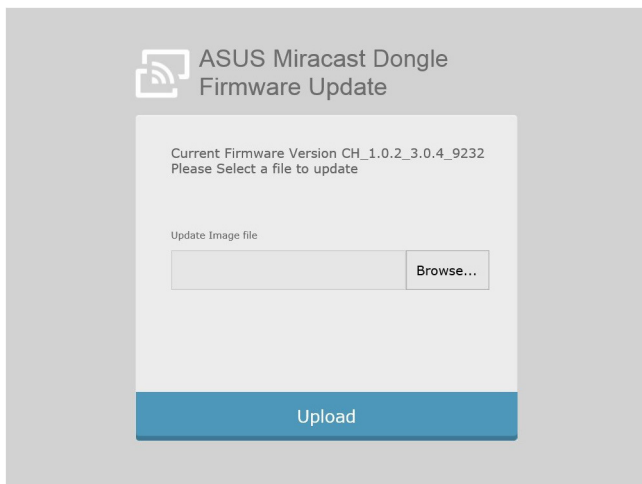 ASUS Miracast Dongle
Firmware Update
Current Firmware Version CH_1.0.2_3.0.4_9232
Please Select a file to update
Update Image file
Browse...
Upload